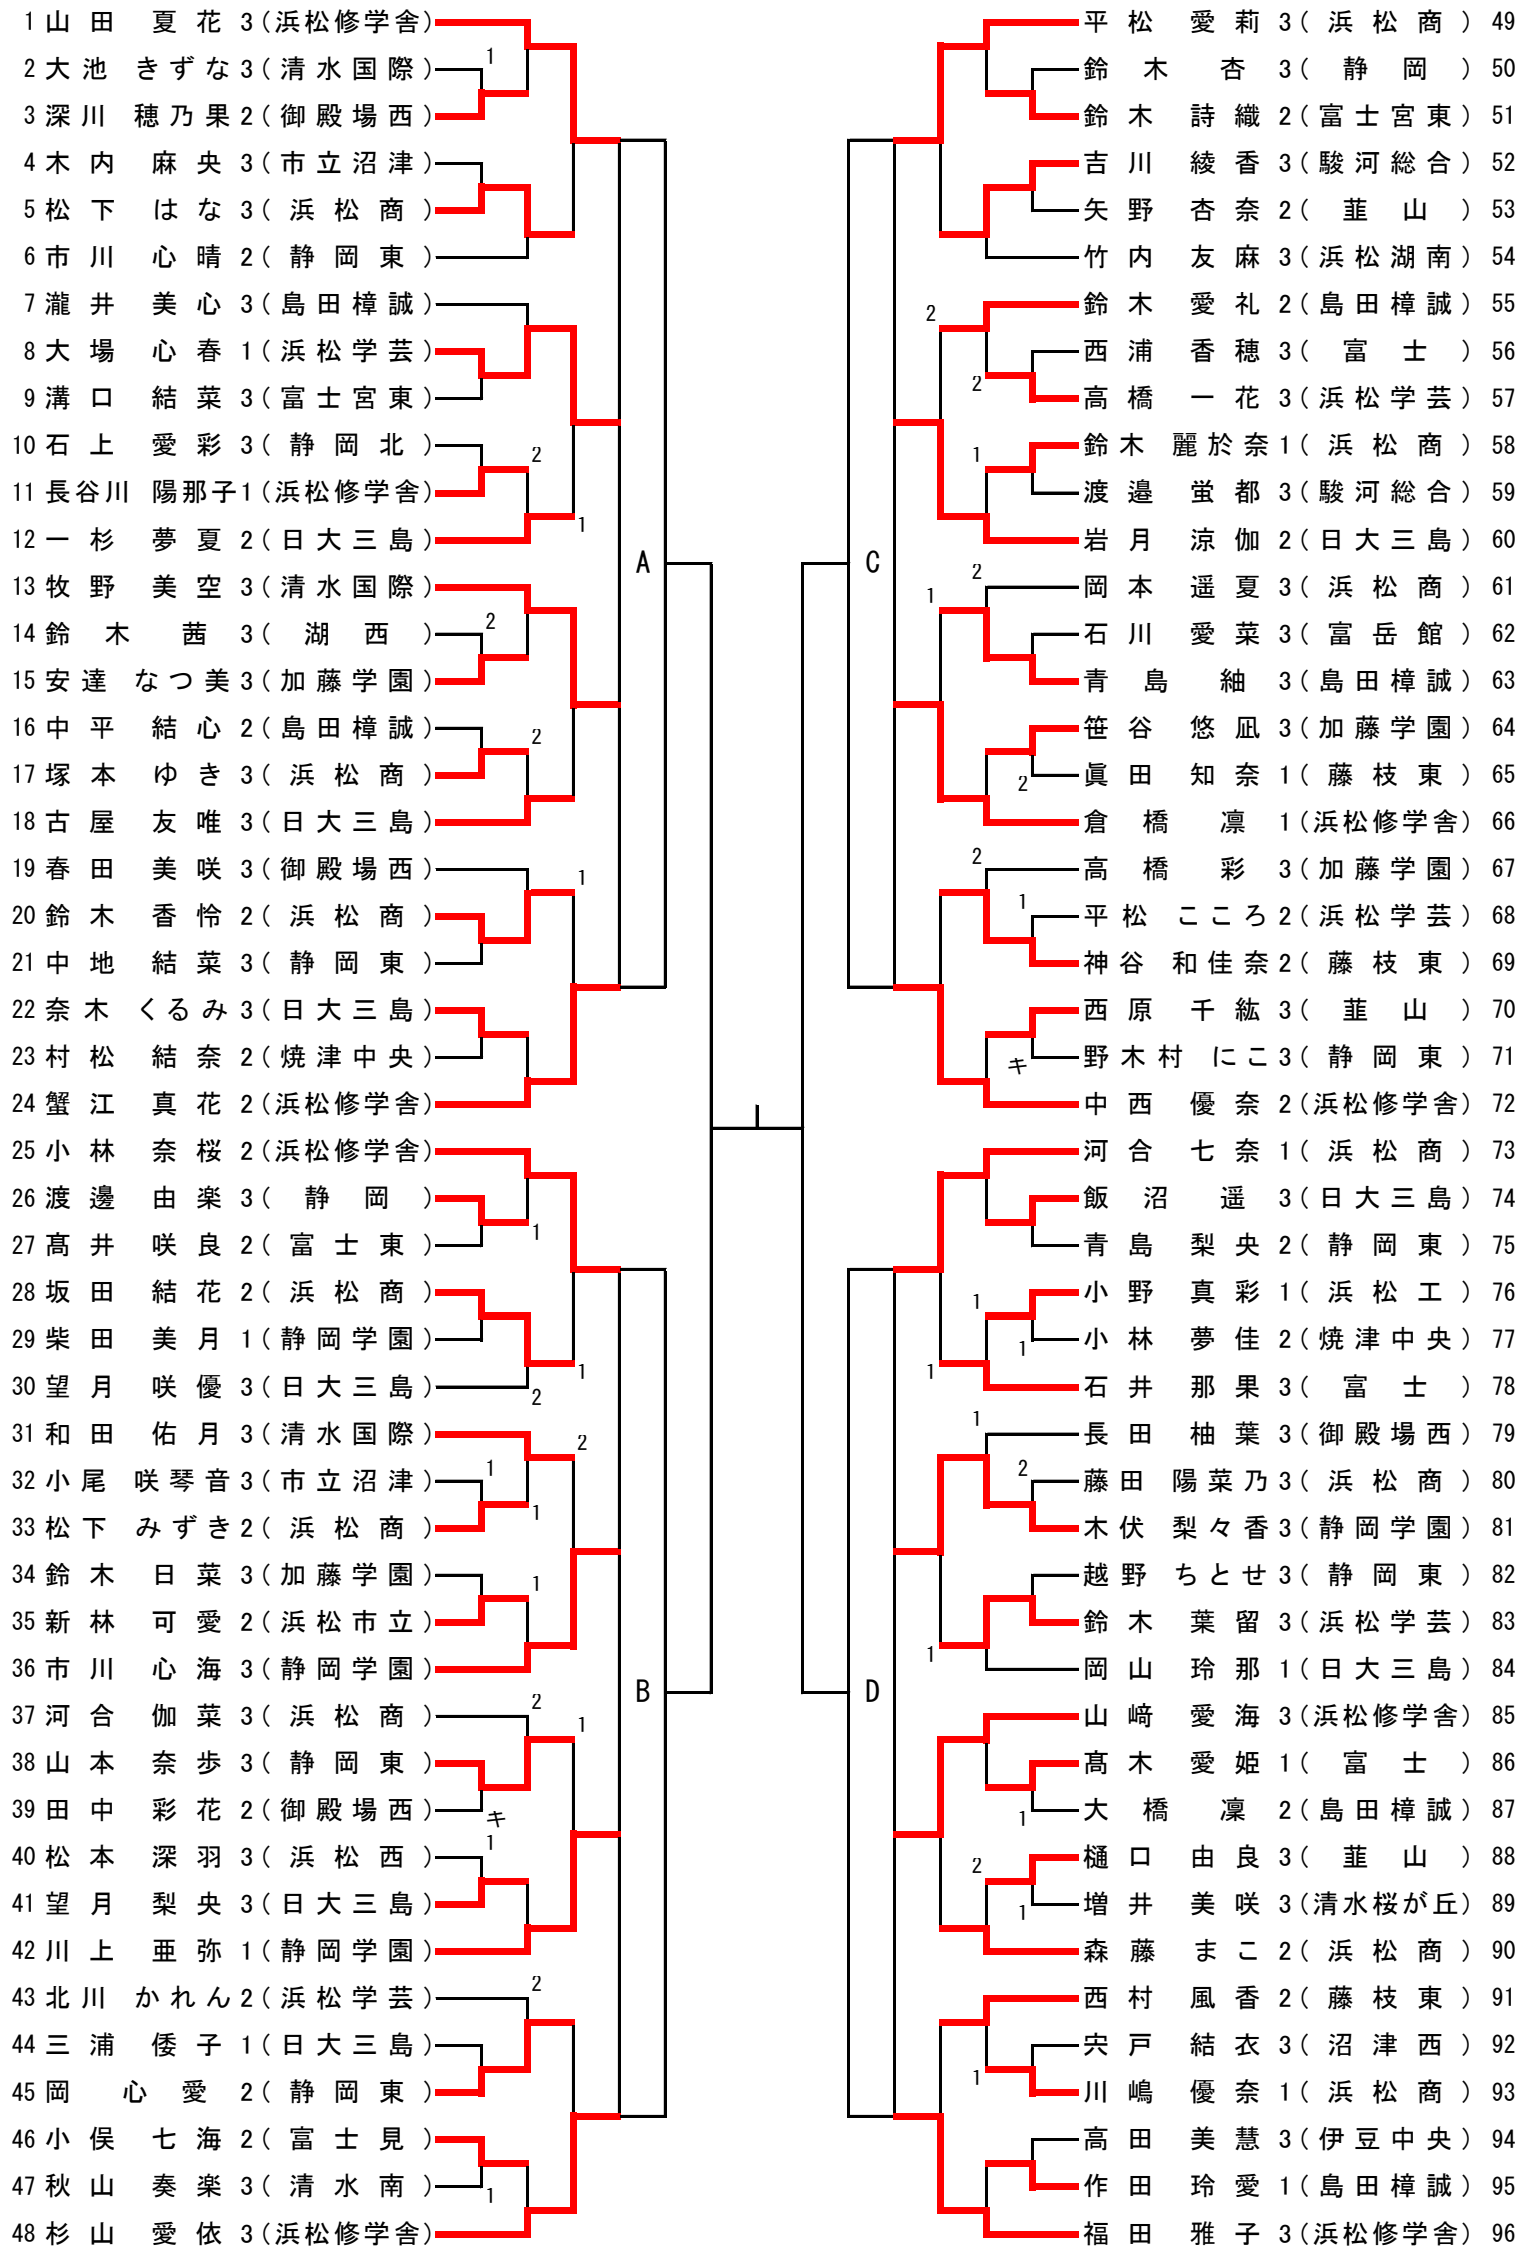 1 山田 夏花 3 (浜松修学舎)
2 大池 きずな 3 (清水国際)
3 深川 穂乃果 2 (御殿場西)
4 木内 麻央 3 (市立沼津)
5 松下 はな 3 (浜松商)
6 市川 心晴 2 (静岡東)
7 瀧井 美心 3 (島田樟誠)
8 大場 心春 1 (浜松学芸)
9 溝口 結菜 3 (富士宮東)
10 石上 愛彩 3 (静岡北)
11 長谷川 陽那子 1 (浜松修学舎)
12 一杉 夢夏 2 (日大三島)
13 牧野 美空 3 (清水国際)
14 鈴木 茜 3 (湖西)
15 安達 なつ美 3 (加藤学園)
16 中平 結心 2 (島田樟誠)
17 塚本 ゆき 3 (浜松商)
18 古屋 友唯 3 (日大三島)
19 春田 美咲 3 (御殿場西)
20 鈴木 香怜 2 (浜松商)
21 中地 結菜 3 (静岡東)
22 奈木 くるみ 3 (日大三島)
23 村松 結奈 2 (焼津中央)
24 蟹江 真花 2 (浜松修学舎)
25 小林 奈桜 2 (浜松修学舎)
26 渡邊 由楽 3 (静岡)
27 髙井 咲良 2 (富士東)
28 坂田 結花 2 (浜松商)
29 柴田 美月 1 (静岡学園)
30 望月 咲優 3 (日大三島)
31 和田 佑月 3 (清水国際)
32 小尾 咲琴音 3 (市立沼津)
33 松下 みずき 2 (浜松商)
34 鈴木 日菜 3 (加藤学園)
35 新林 可愛 2 (浜松市立)
36 市川 心海 3 (静岡学園)
37 河合 伽菜 3 (浜松商)
38 山本 奈歩 3 (静岡東)
39 田中 彩花 2 (御殿場西)
40 松本 深羽 3 (浜松西)
41 望月 梨央 3 (日大三島)
42 川上 亜弥 1 (静岡学園)
43 北川 かれん 2 (浜松学芸)
44 三浦 倭子 1 (日大三島)
45 岡 心愛 2 (静岡東)
46 小俣 七海 2 (富士見)
47 秋山 奏楽 3 (清水南)
48 杉山 愛依 3 (浜松修学舎)
1
2
1
2
2
1
1
1
2
1
2
1
1
1
2
1
キ
1
2
1
A
B
C
D
2
2
1
2
1
2
2
1
キ
1
1
1
1
2
1
1
2
1
1
平松 愛莉 3 (浜松商) 49
鈴木 杏 3 (静岡) 50
鈴木 詩織 2 (富士宮東) 51
吉川 綾香 3 (駿河総合) 52
矢野 杏奈 2 (韮山) 53
竹内 友麻 3 (浜松湖南) 54
鈴木 愛礼 2 (島田樟誠) 55
西浦 香穂 3 (富士) 56
高橋 一花 3 (浜松学芸) 57
鈴木 麗於奈 1 (浜松商) 58
渡邉 蛍都 3 (駿河総合) 59
岩月 涼伽 2 (日大三島) 60
岡本 遥夏 3 (浜松商) 61
石川 愛菜 3 (富岳館) 62
青島 紬 3 (島田樟誠) 63
笹谷 悠凪 3 (加藤学園) 64
眞田 知奈 1 (藤枝東) 65
倉橋 凛 1 (浜松修学舎) 66
高橋 彩 3 (加藤学園) 67
平松 こころ 2 (浜松学芸) 68
神谷 和佳奈 2 (藤枝東) 69
西原 千紘 3 (韮山) 70
野木村 にこ 3 (静岡東) 71
中西 優奈 2 (浜松修学舎) 72
河合 七奈 1 (浜松商) 73
飯沼 遥 3 (日大三島) 74
青島 梨央 2 (静岡東) 75
小野 真彩 1 (浜松工) 76
小林 夢佳 2 (焼津中央) 77
石井 那果 3 (富士) 78
長田 柚葉 3 (御殿場西) 79
藤田 陽菜乃 3 (浜松商) 80
木伏 梨々香 3 (静岡学園) 81
越野 ちとせ 3 (静岡東) 82
鈴木 葉留 3 (浜松学芸) 83
岡山 玲那 1 (日大三島) 84
山﨑 愛海 3 (浜松修学舎) 85
髙木 愛姫 1 (富士) 86
大橋 凜 2 (島田樟誠) 87
樋口 由良 3 (韮山) 88
増井 美咲 3 (清水桜が丘) 89
森藤 まこ 2 (浜松商) 90
西村 風香 2 (藤枝東) 91
宍戸 結衣 3 (沼津西) 92
川嶋 優奈 1 (浜松商) 93
高田 美慧 3 (伊豆中央) 94
作田 玲愛 1 (島田樟誠) 95
福田 雅子 3 (浜松修学舎) 96